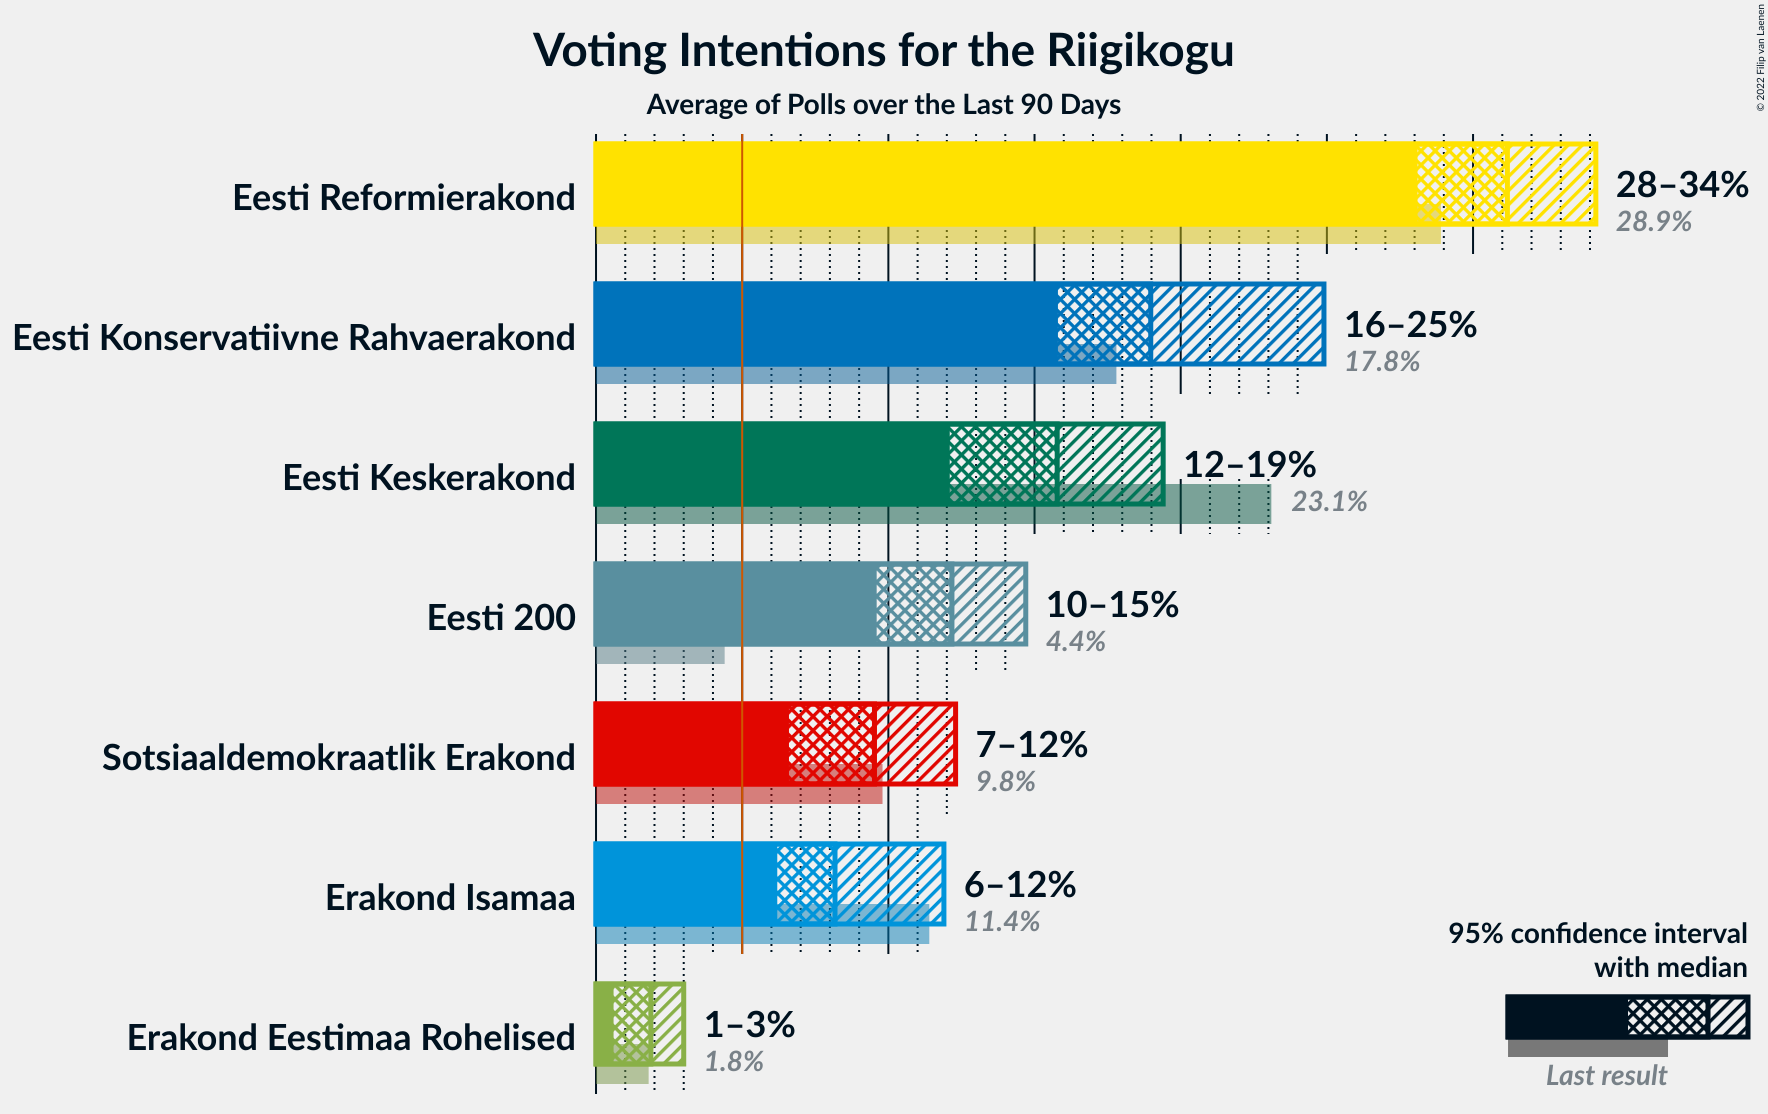 © 2022 Filip van Laenen
Voting Intentions for the Riigikogu
Average of Polls over the Last 90 Days
Eesti Reformierakond
28–34%
28.9%
Eesti Konservatiivne Rahvaerakond
16–25%
17.8%
Eesti Keskerakond
12–19%
23.1%
Eesti 200
10–15%
4.4%
Sotsiaaldemokraatlik Erakond
7–12%
9.8%
Erakond Isamaa
6–12%
11.4%
Erakond Eestimaa Rohelised
1–3%
1.8%
95% confidence interval
with median
Last result